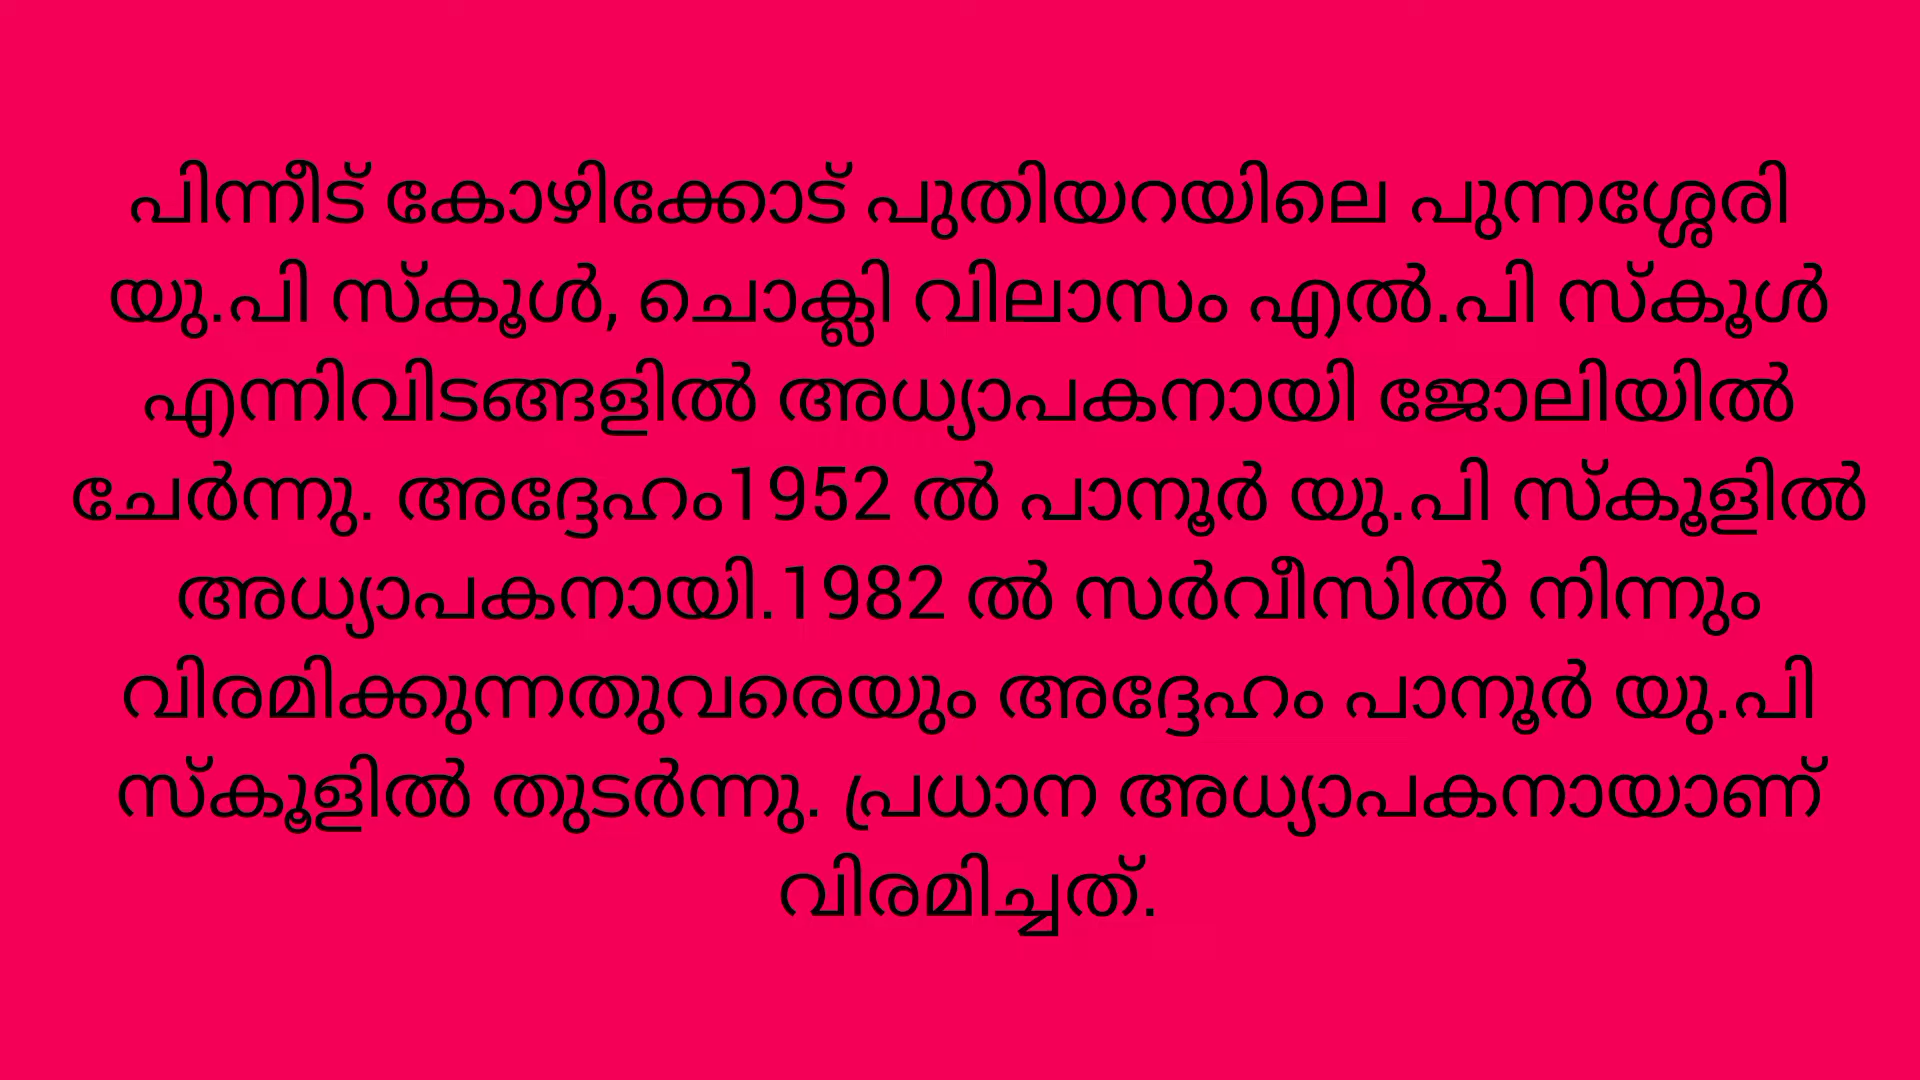 പിന്നീട് കോഴിക്കോട് പുതിയറയിലെ പുന്നശ്ശേരി
യു.പി സ്കൂൾ, ചൊക്ലി വിലാസം എൽ.പി സ്കൂൾ
എന്നിവിടങ്ങളിൽ അധ്യാപകനായി ജോലിയിൽ
ചേർന്നു. അദ്ദേഹം1952 ൽ പാനൂർ യു.പി സ്കൂളിൽ
അധ്യാപകനായി.1982 ൽ സർവീസിൽ നിന്നും
വിരമിക്കുന്നതുവരെയും അദ്ദേഹം പാനൂർ യു.പി
സ്കൂളിൽ തുടർന്നു. പ്രധാന അധ്യാപകനായാണ്
വിരമിച്ചത്.